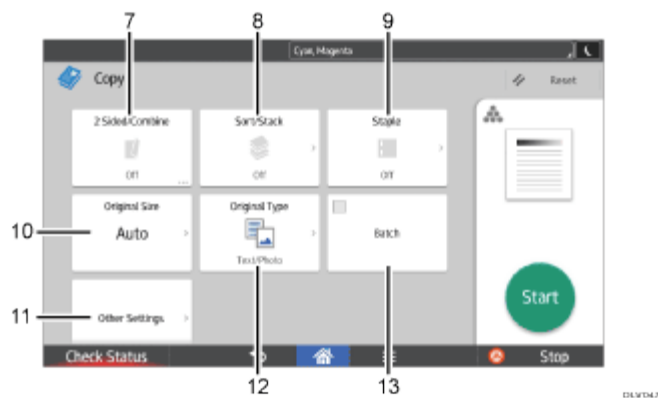 7 8 9
Cyan, Magenta
Copy Reset
2 Sided/Combine Sort/Stack Staple
Off Off Off
Original Size Original Type
10 Auto Batch
Text/Photo
Start
11 Other Settings
Check Status Stop
12 13